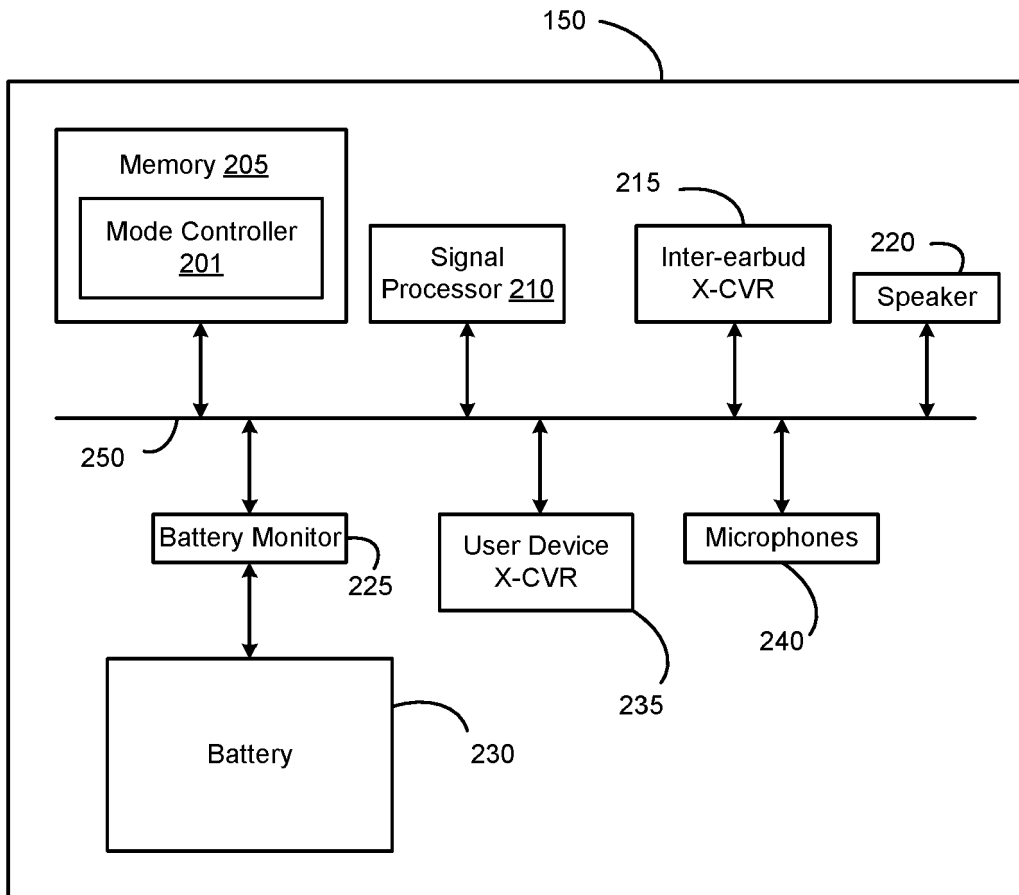 150
Memory 205
Mode Controller
201
Signal
Processor 210
215
Inter-earbud
X-CVR
220
Speaker
250
Battery Monitor
225
User Device
X-CVR
235
Microphones
240
Battery
230